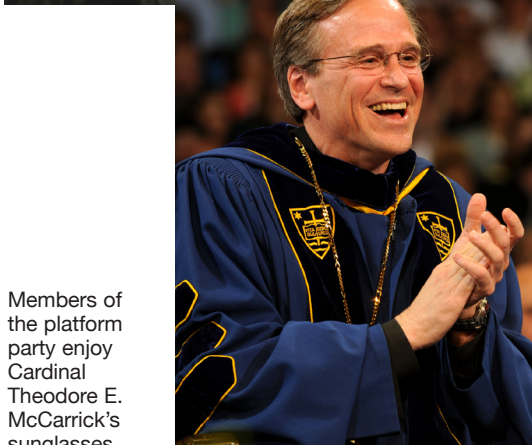 Members of
the platform
party enjoy
Cardinal
Theodore E.
McCarrick's
sunglasses